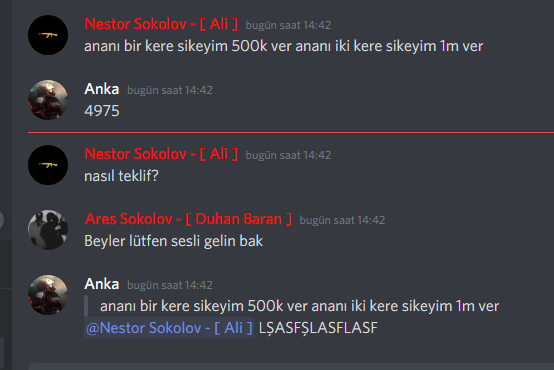 Nestor Sokolov - [ Ali ] bugün saat 14:42
ananı bir kere sikeyim 500k ver ananı iki kere sikeyim 1m ver
Anka bugün saat 14:42
4975
Nestor Sokolov - [ Ali ] bugün saat 14:42
nasıl teklif?
Ares Sokolov - [ Duhan Baran ] bugün saat 14:42
Beyler lütfen sesli gelin bak
Anka bugün saat 14:42
ananı bir kere sikeyim 500k ver ananı iki kere sikeyim 1m ver
@Nestor Sokolov - [ Ali ] LŞASFŞLASFLASF